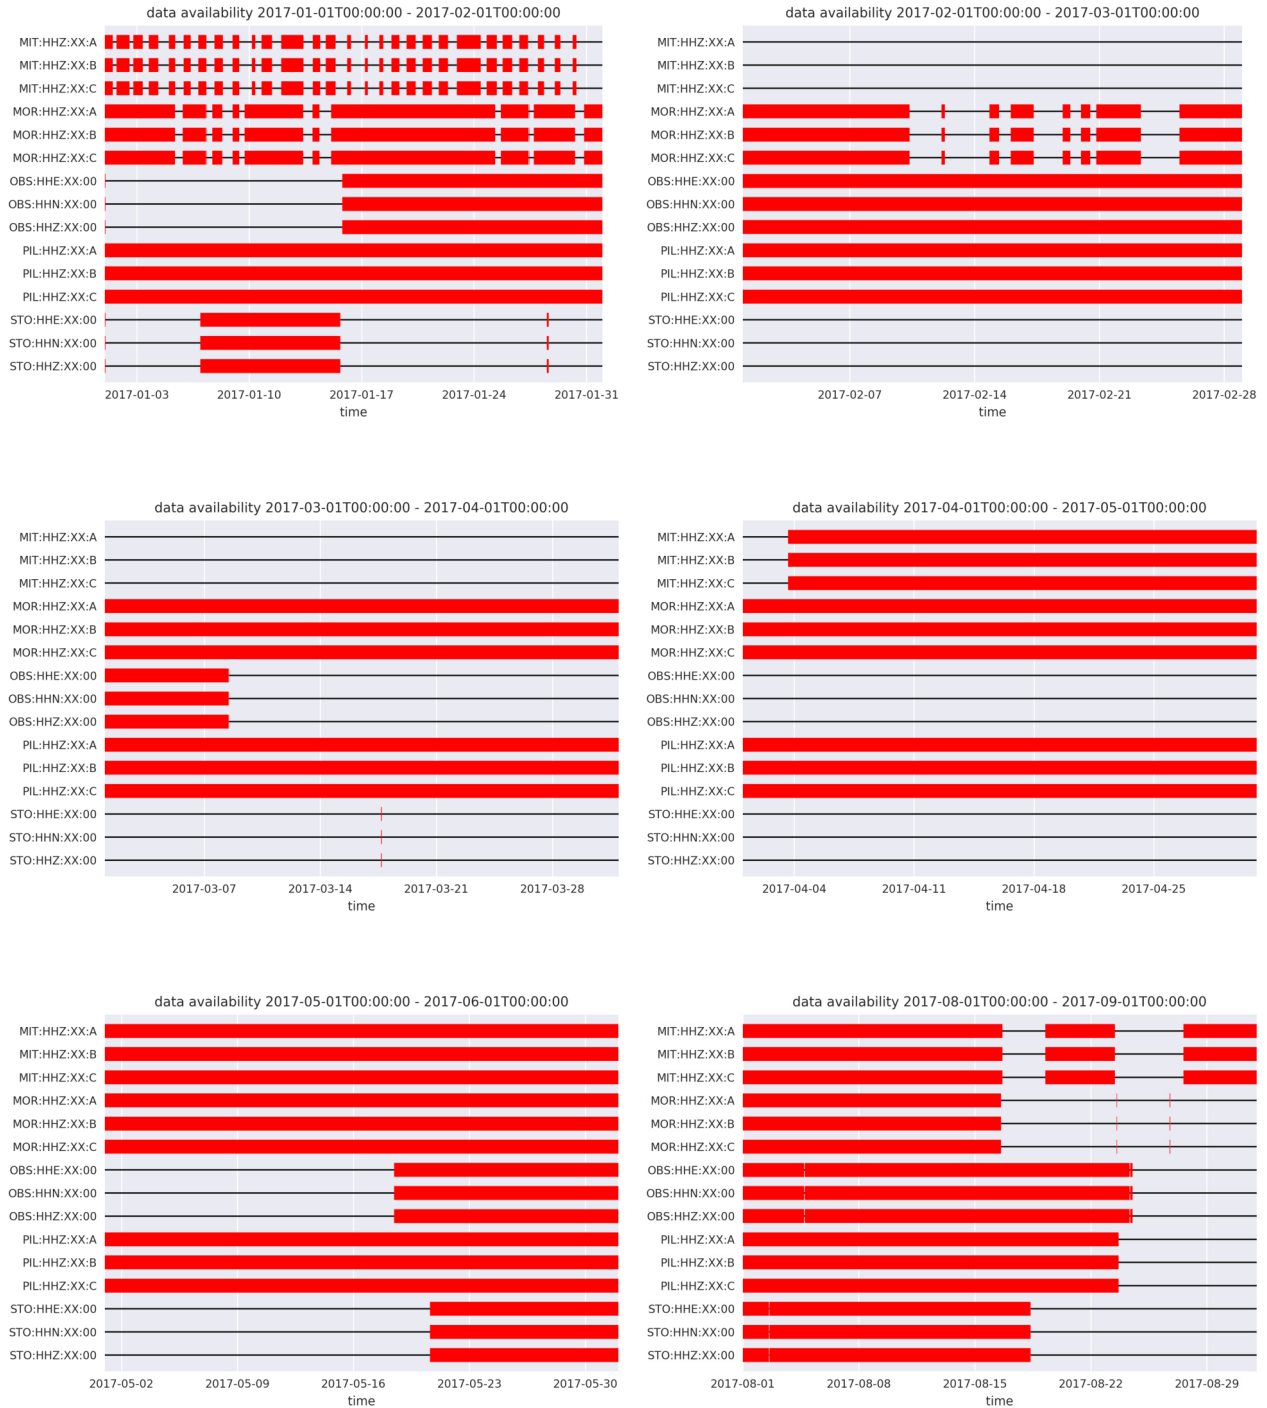 data availability 2017-01-01T00:00:00 - 2017-02-01T00:00:00
MIT:HHZ:XX:A
MIT:HHZ:XX:B
MIT:HHZ:XX:C
MOR:HHZ:XX:A
MOR:HHZ:XX:B
MOR:HHZ:XX:C
OBS:HHE:XX:00
OBS:HHN:XX:00
OBS:HHZ:XX:00
PIL:HHZ:XX:A
PIL:HHZ:XX:B
PIL:HHZ:XX:C
STO:HHE:XX:00
STO:HHN:XX:00
STO:HHZ:XX:00
2017-01-03 2017-01-10 2017-01-17 2017-01-24 2017-01-31
time
data availability 2017-02-01T00:00:00 - 2017-03-01T00:00:00
MIT:HHZ:XX:A
MIT:HHZ:XX:B
MIT:HHZ:XX:C
MOR:HHZ:XX:A
MOR:HHZ:XX:B
MOR:HHZ:XX:C
OBS:HHE:XX:00
OBS:HHN:XX:00
OBS:HHZ:XX:00
PIL:HHZ:XX:A
PIL:HHZ:XX:B
PIL:HHZ:XX:C
STO:HHE:XX:00
STO:HHN:XX:00
STO:HHZ:XX:00
2017-02-07 2017-02-14 2017-02-21 2017-02-28
time
data availability 2017-03-01T00:00:00 - 2017-04-01T00:00:00
MIT:HHZ:XX:A
MIT:HHZ:XX:B
MIT:HHZ:XX:C
MOR:HHZ:XX:A
MOR:HHZ:XX:B
MOR:HHZ:XX:C
OBS:HHE:XX:00
OBS:HHN:XX:00
OBS:HHZ:XX:00
PIL:HHZ:XX:A
PIL:HHZ:XX:B
PIL:HHZ:XX:C
STO:HHE:XX:00
STO:HHN:XX:00
STO:HHZ:XX:00
2017-03-07 2017-03-14 2017-03-21 2017-03-28
time
data availability 2017-04-01T00:00:00 - 2017-05-01T00:00:00
MIT:HHZ:XX:A
MIT:HHZ:XX:B
MIT:HHZ:XX:C
MOR:HHZ:XX:A
MOR:HHZ:XX:B
MOR:HHZ:XX:C
OBS:HHE:XX:00
OBS:HHN:XX:00
OBS:HHZ:XX:00
PIL:HHZ:XX:A
PIL:HHZ:XX:B
PIL:HHZ:XX:C
STO:HHE:XX:00
STO:HHN:XX:00
STO:HHZ:XX:00
2017-04-04 2017-04-11 2017-04-18 2017-04-25
time
data availability 2017-05-01T00:00:00 - 2017-06-01T00:00:00
MIT:HHZ:XX:A
MIT:HHZ:XX:B
MIT:HHZ:XX:C
MOR:HHZ:XX:A
MOR:HHZ:XX:B
MOR:HHZ:XX:C
OBS:HHE:XX:00
OBS:HHN:XX:00
OBS:HHZ:XX:00
PIL:HHZ:XX:A
PIL:HHZ:XX:B
PIL:HHZ:XX:C
STO:HHE:XX:00
STO:HHN:XX:00
STO:HHZ:XX:00
2017-05-02 2017-05-09 2017-05-16 2017-05-23 2017-05-30
time
data availability 2017-08-01T00:00:00 - 2017-09-01T00:00:00
MIT:HHZ:XX:A
MIT:HHZ:XX:B
MIT:HHZ:XX:C
MOR:HHZ:XX:A
MOR:HHZ:XX:B
MOR:HHZ:XX:C
OBS:HHE:XX:00
OBS:HHN:XX:00
OBS:HHZ:XX:00
PIL:HHZ:XX:A
PIL:HHZ:XX:B
PIL:HHZ:XX:C
STO:HHE:XX:00
STO:HHN:XX:00
STO:HHZ:XX:00
2017-08-01 2017-08-08 2017-08-15 2017-08-22 2017-08-29
time